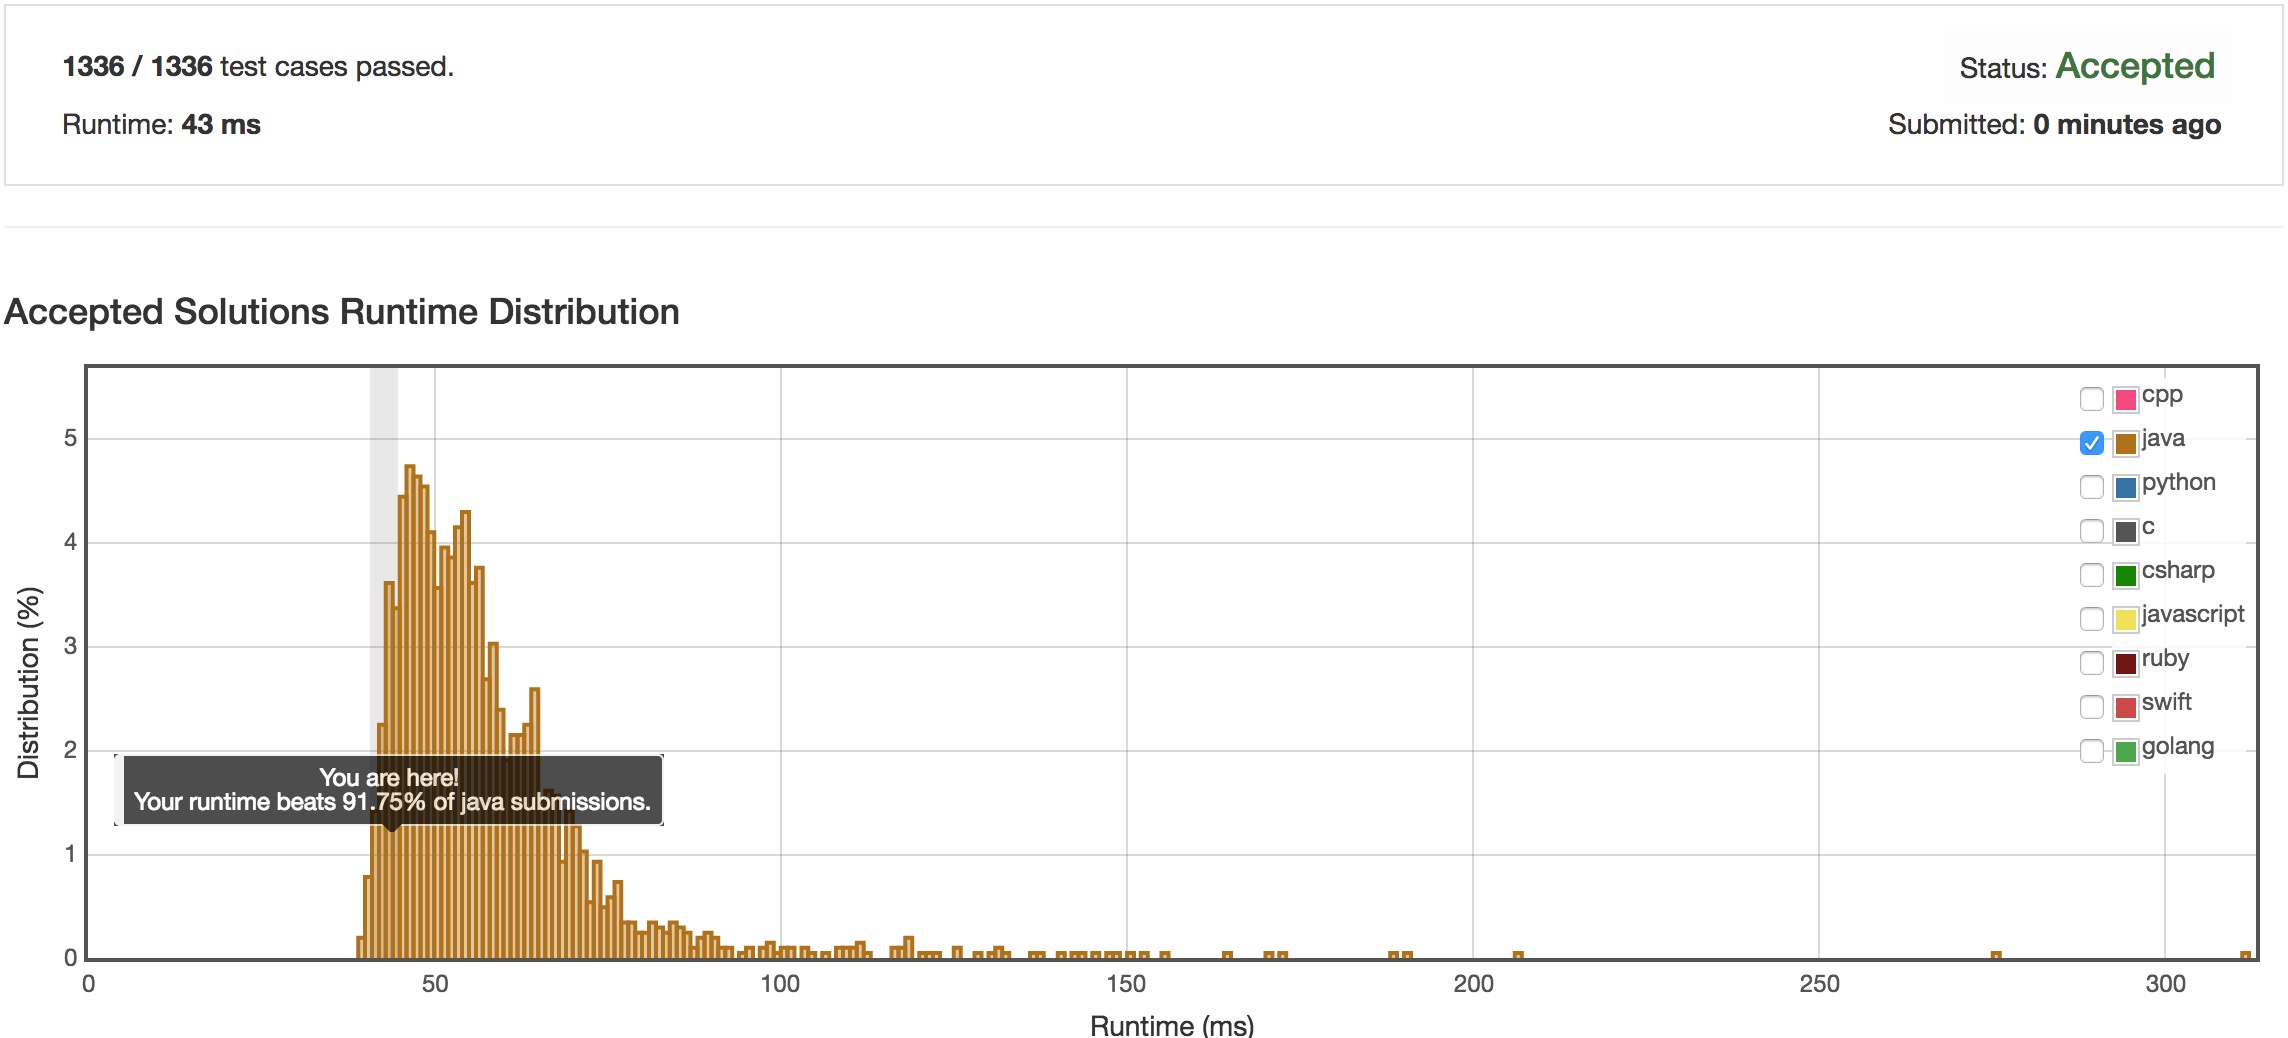 1336 / 1336 test cases passed.
Status: Accepted
Runtime: 43 ms
Submitted: 0 minutes ago
Accepted Solutions Runtime Distribution
cpp
java
python
c
csharp
javascript
ruby
swift
golang
5
4
3
2
1
0
Distribution (%)
You are here!
Your runtime beats 91.75% of java submissions.
0
50
100
150
200
250
300
Runtime (ms)